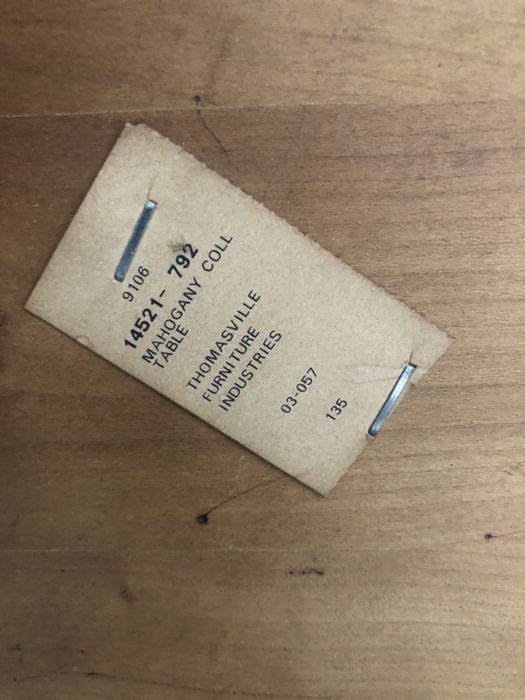 9106
14521- 792
MAHOGANY COLL
TABLE
THOMASVILLE
FURNITURE
INDUSTRIES
03-057
135